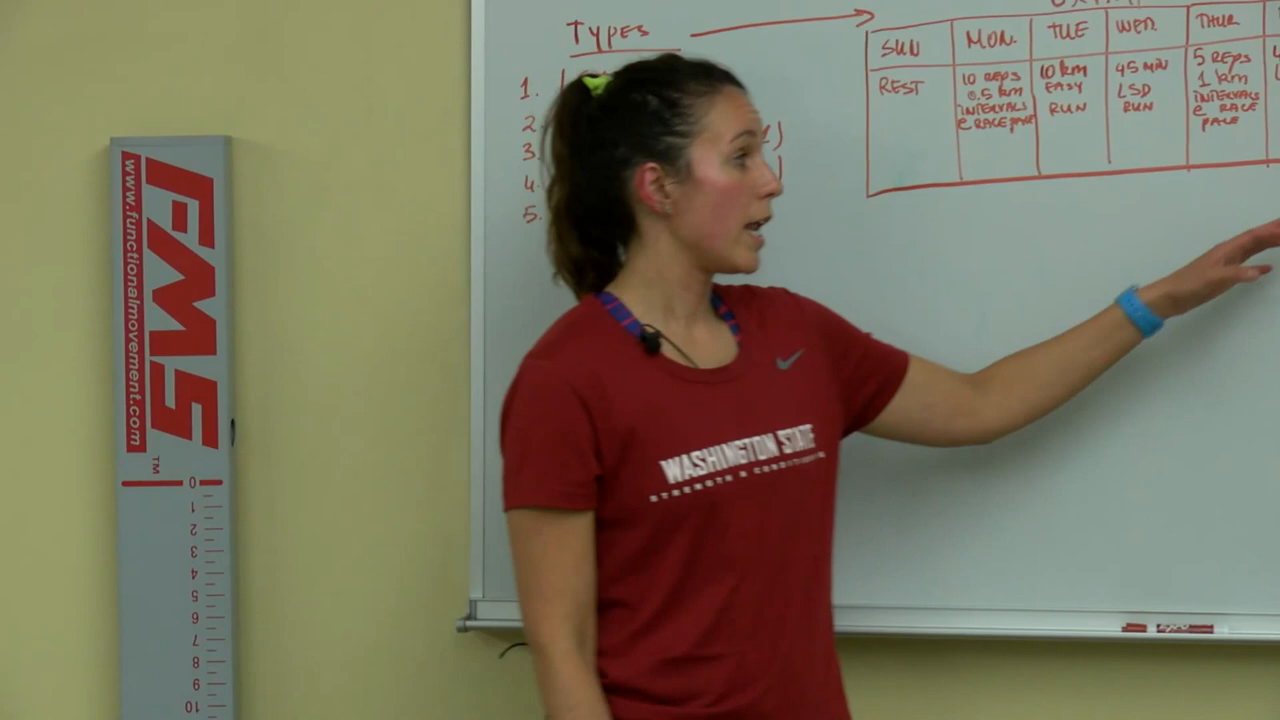 TYPES
1.
2
3.
4.
5.
SUN MON. TUE WED. THUR
REST
10 REPS
0.5 KM
INTERVALS
@ RACE PACE
10 KM
EASY
RUN
45 MIN
LSD
RUN
5 REPS
1 KM
INTERVALS
@ RACE
PACE
FMS
www.functionalmovement.com
TM
0
1
2
3
4
5
6
7
8
9
10
WASHINGTON STATE
STRENGTH & CONDITIONING
EXPO